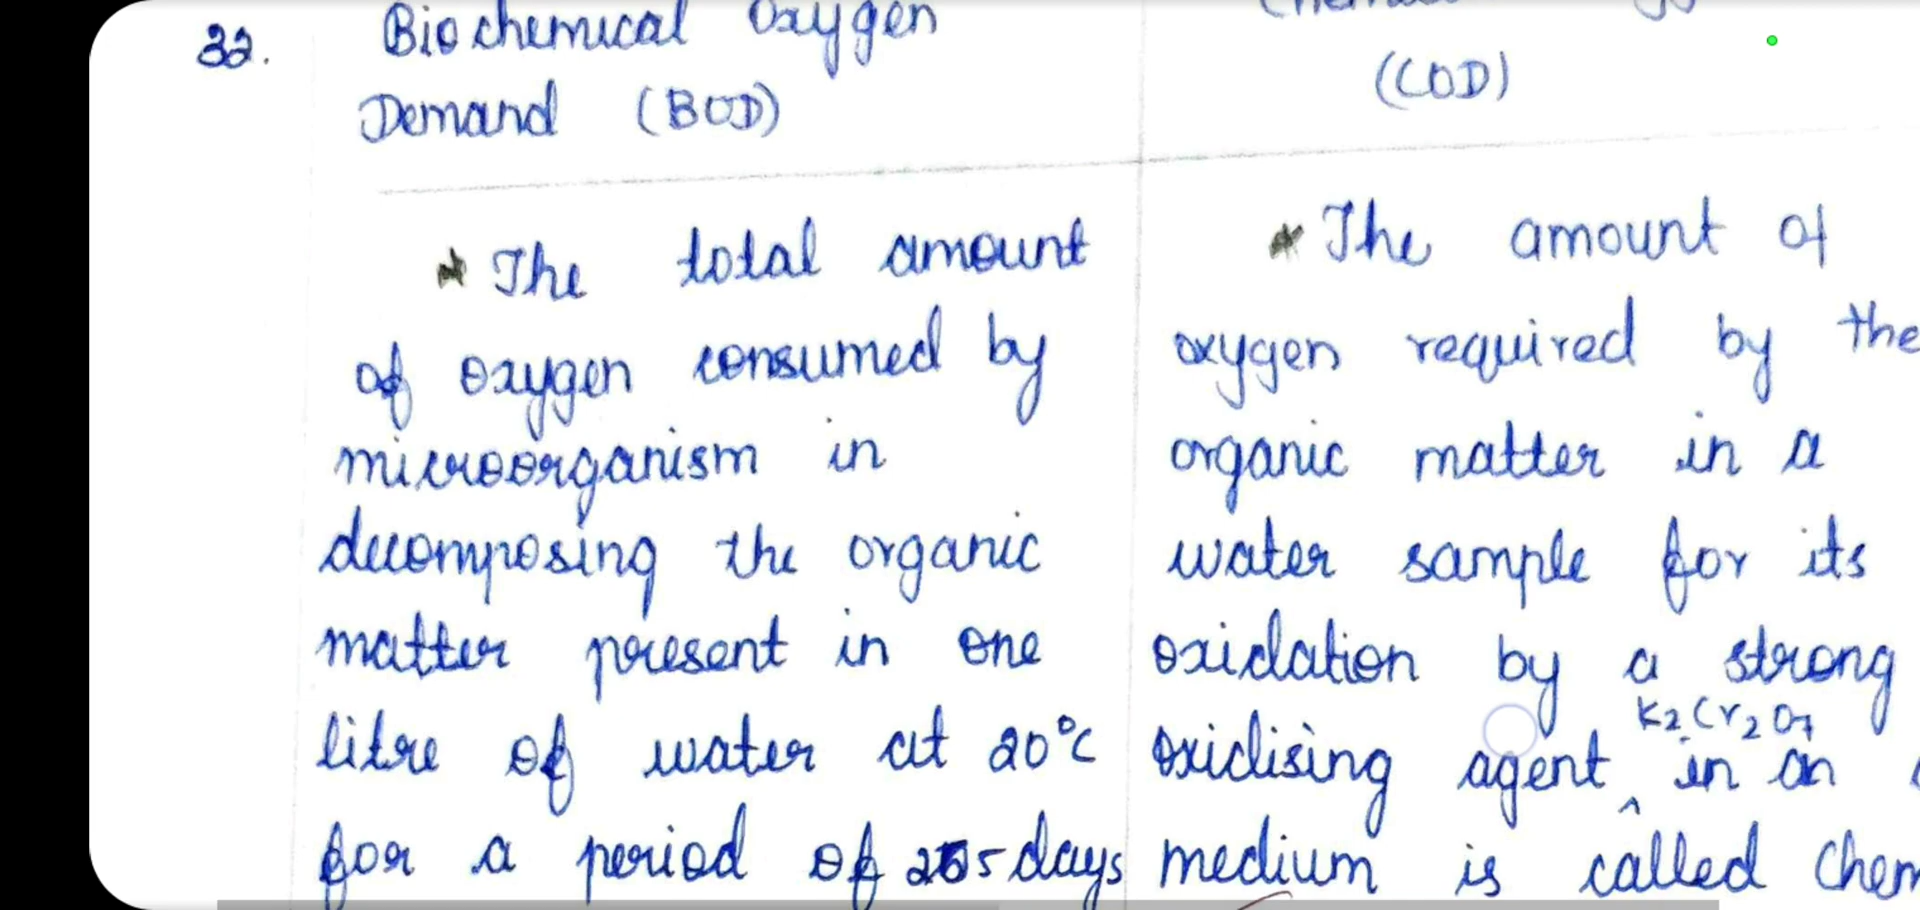 32.
Biochemical Oxygen
Demand (BOD)
* The total amount
of oxygen consumed by
microorganism in
decomposing the organic
matter present in one
litre of water at 20°C
for a period of 5 days
(COD)
* The amount of
oxygen required by the
organic matter in a
water sample for its
oxidation by a strong
K2Cr2O7
oxidising agent ^ in an
medium is called